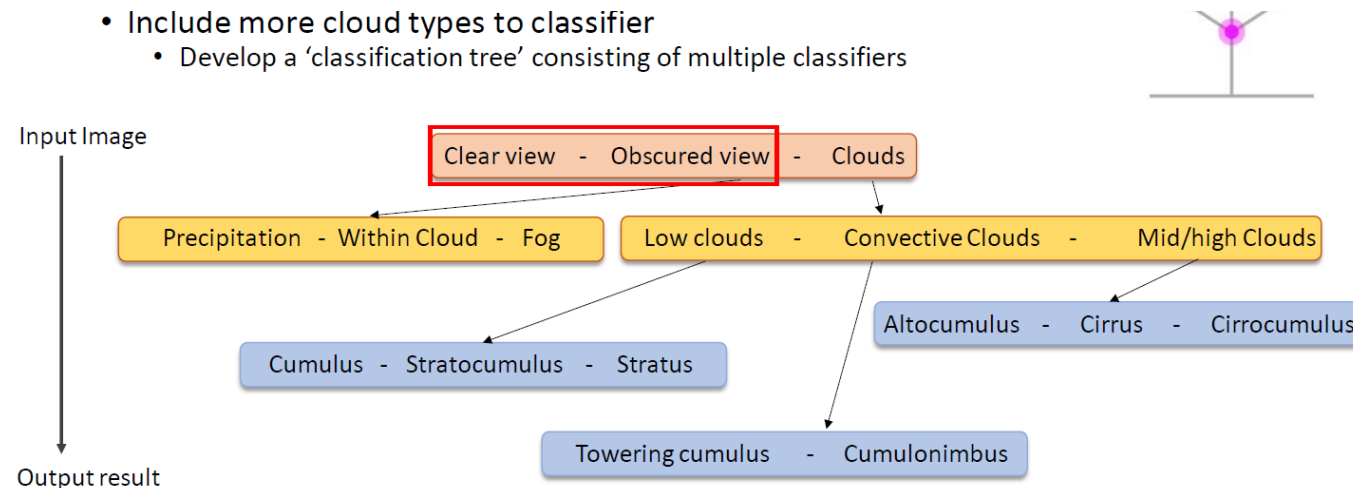 • Include more cloud types to classifier
• Develop a ‘classification tree’ consisting of multiple classifiers
Input Image
Clear view - Obscured view - Clouds
Precipitation - Within Cloud - Fog
Low clouds - Convective Clouds - Mid/high Clouds
Altocumulus - Cirrus - Cirrocumulus
Cumulus - Stratocumulus - Stratus
Towering cumulus - Cumulonimbus
Output result